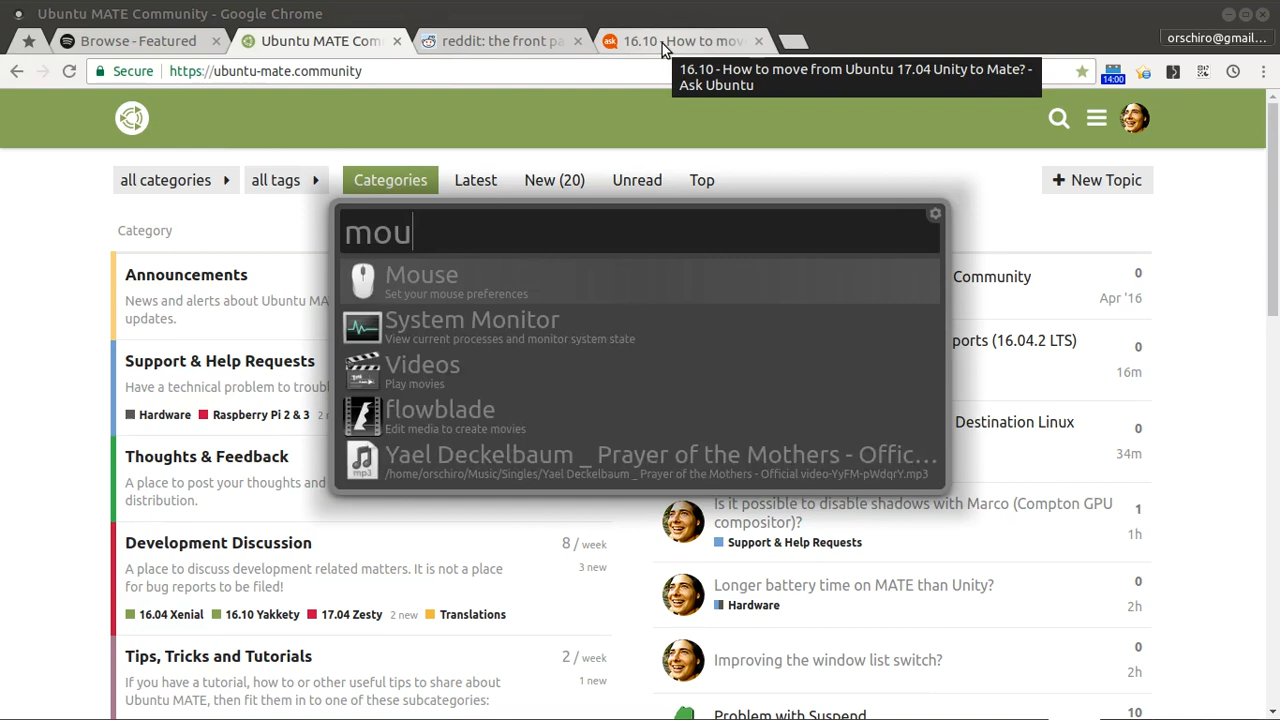 Ubuntu MATE Community - Google Chrome
Browse - Featured
Ubuntu MATE Com
reddit: the front pa
ask
16.10 - How to mov
orschiro@gmail...
Secure
https://ubuntu-mate.community
14:00
16.10 - How to move from Ubuntu 17.04 Unity to Mate? -
Ask Ubuntu
all categories
all tags
Categories
Latest
New (20)
Unread
Top
+ New Topic
Category
mou
Mouse
Set your mouse preferences
System Monitor
View current processes and monitor system state
Videos
Play movies
flowblade
Edit media to create movies
Yael Deckelbaum _ Prayer of the Mothers - Offic...
mp3
/home/orschiro/Music/Singles/Yael Deckelbaum _ Prayer of the Mothers - Official video-YyFM-pWdqrY.mp3
Announcements
News and alerts about Ubuntu MA
updates.
Support & Help Requests
Have a technical problem to troub
Hardware
Raspberry Pi 2 & 3
2 n
Thoughts & Feedback
A place to post your thoughts and
distribution.
Development Discussion
8 / week
A place to discuss development related matters. It is not a place
3 new
for bug reports to be filed!
16.04 Xenial
16.10 Yakkety
17.04 Zesty
2 new
Translations
Tips, Tricks and Tutorials
2 / week
If you have a tutorial, how to or other useful tips to share about
1 new
Ubuntu MATE, then fit them in to one of these subcategories:
Community
0
Apr '16
ports (16.04.2 LTS)
0
16m
Destination Linux
0
34m
Is it possible to disable shadows with Marco (Compton GPU
compositor)?
1
1h
Support & Help Requests
Longer battery time on MATE than Unity?
0
Hardware
2h
Improving the window list switch?
0
2h
Problem with Suspend
10